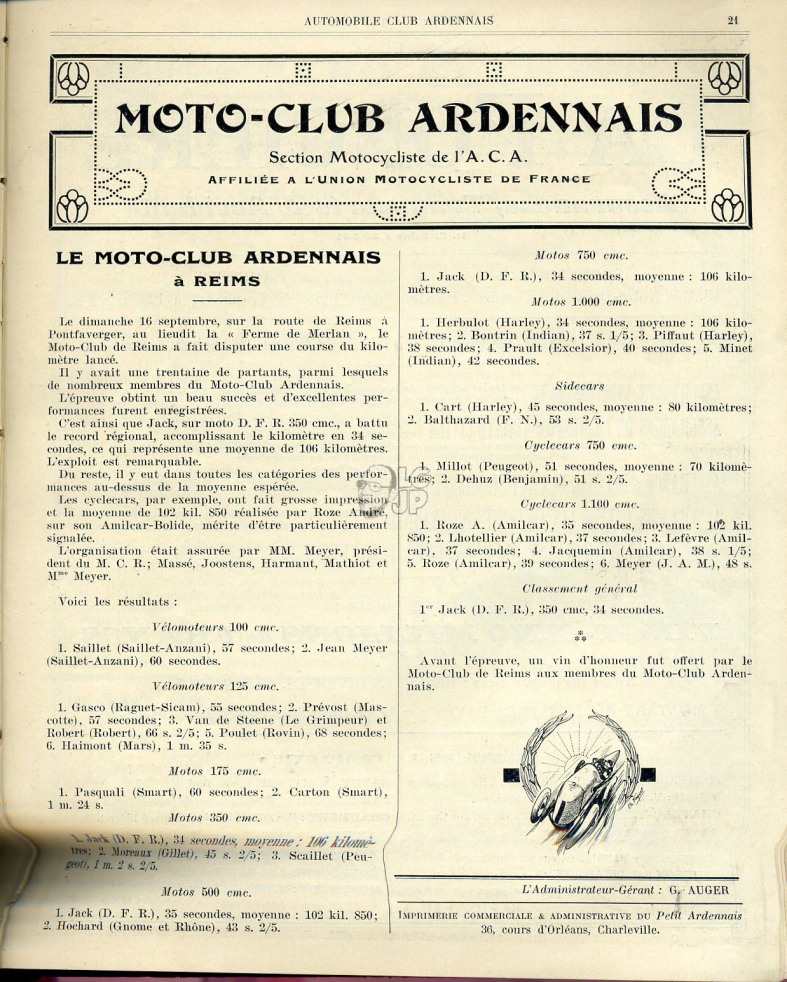 AUTOMOBILE CLUB ARDENNAIS 21
MOTO-CLUB ARDENNAIS
Section Motocycliste de l'A. C. A.
AFFILIÉE A L'UNION MOTOCYCLISTE DE FRANCE
LE MOTO-CLUB ARDENNAIS
à REIMS
Le dimanche 16 septembre, sur la route de Reims à
Pontfaverger, au lieudit la « Ferme de Merlan », le
Moto-Club de Reims a fait disputer une course du kilo-
mètre lancé.
Il y avait une trentaine de partants, parmi lesquels
de nombreux membres du Moto-Club Ardennais.
L'épreuve obtint un beau succès et d'excellentes per-
formances furent enregistrées.
C'est ainsi que Jack, sur moto D. F. R. 350 cmc., a battu
le record régional, accomplissant le kilomètre en 34 se-
condes, ce qui représente une moyenne de 106 kilomètres.
L'exploit est remarquable.
Du reste, il y eut dans toutes les catégories des perfor-
mances au-dessus de la moyenne espérée.
Les cyclecars, par exemple, ont fait grosse impression
et la moyenne de 102 kil. 850 réalisée par Roze André,
sur son Amilcar-Bolide, mérite d'être particulièrement
signalée.
L'organisation était assurée par MM. Meyer, prési-
dent du M. C. R.; Massé, Joostens, Harmant, Mathiot et
Mme Meyer.
Voici les résultats :
Vélomoteurs 100 cmc.
1. Saillet (Saillet-Anzani), 57 secondes; 2. Jean Meyer
(Saillet-Anzani), 60 secondes.
Vélomoteurs 125 cmc.
1. Gasco (Raguet-Sicam), 55 secondes; 2. Prévost (Mas-
cotte), 57 secondes; 3. Van de Steene (Le Grimpeur) et
Robert (Robert), 66 s. 2/5; 5. Poulet (Rovin), 68 secondes;
6. Haimont (Mars), 1 m. 35 s.
Motos 175 cmc.
1. Pasquali (Smart), 60 secondes; 2. Carton (Smart),
1 m. 24 s.
Motos 350 cmc.
1. Jack (D. F. R.), 34 secondes, moyenne : 106 kilomè-
tres; 2. Moreaux (Gillet), 45 s. 2/5; 3. Scaillet (Peu-
geot), 1 m. 2 s. 2/5.
Motos 500 cmc.
1. Jack (D. F. R.), 35 secondes, moyenne : 102 kil. 850;
2. Hochard (Gnome et Rhône), 43 s. 2/5.
Motos 750 cmc.
1. Jack (D. F. R.), 34 secondes, moyenne : 106 kilo-
mètres.
Motos 1.000 cmc.
1. Herbulot (Harley), 34 secondes, moyenne : 106 kilo-
mètres; 2. Bontrin (Indian), 37 s. 1/5; 3. Piffaut (Harley),
38 secondes; 4. Prault (Excelsior), 40 secondes; 5. Minet
(Indian), 42 secondes.
Sidecars
1. Cart (Harley), 45 secondes, moyenne : 80 kilomètres;
2. Balthazard (F. N.), 53 s. 2/5.
Cyclecars 750 cmc.
1. Millot (Peugeot), 51 secondes, moyenne : 70 kilomè-
tres; 2. Dehuz (Benjamin), 51 s. 2/5.
Cyclecars 1.100 cmc.
1. Roze A. (Amilcar), 35 secondes, moyenne : 102 kil.
850; 2. Lhotellier (Amilcar), 37 secondes; 3. Lefèvre (Amil-
car), 37 secondes; 4. Jacquemin (Amilcar), 38 s. 1/5;
5. Roze (Amilcar), 39 secondes; 6. Meyer (J. A. M.), 48 s.
Classement général
1er Jack (D. F. R.), 350 cmc, 34 secondes.
Avant l'épreuve, un vin d'honneur fut offert par le
Moto-Club de Reims aux membres du Moto-Club Arden-
nais.
L'Administrateur-Gérant : G. AUGER
IMPRIMERIE COMMERCIALE & ADMINISTRATIVE DU Petit Ardennais
36, cours d'Orléans, Charleville.